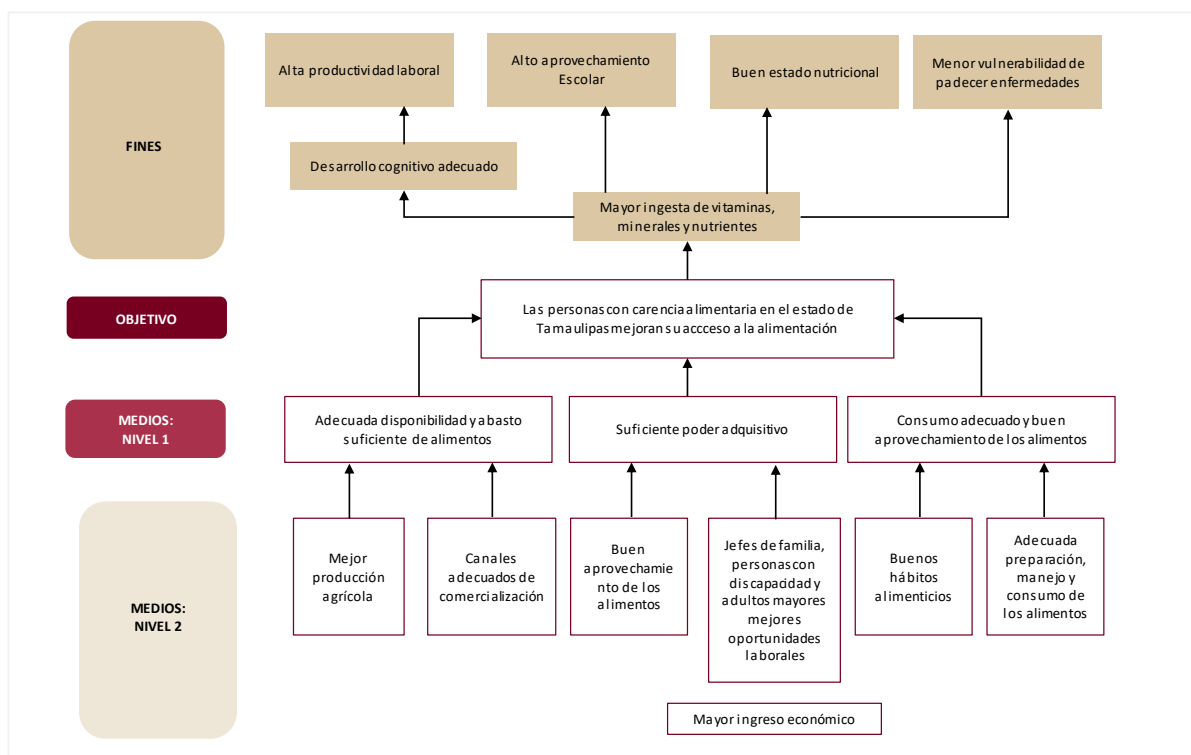 Alta productividad laboral
Alto aprovechamiento
Escolar
Buen estado nutricional
Menor vulnerabilidad de
padecer enfermedades
FINES
Desarrollo cognitivo adecuado
Mayor ingesta de vitaminas,
minerales y nutrientes
OBJETIVO
Las personas con carencia alimentaria en el estado de
Tamaulipas mejoran su accceso a la alimentación
MEDIOS:
NIVEL 1
Adecuada disponibilidad y abasto
suficiente de alimentos
Suficiente poder adquisitivo
Consumo adecuado y buen
aprovechamiento de los alimentos
MEDIOS:
NIVEL 2
Mejor
producción
agrícola
Canales
adecuados de
comercialización
Buen
aprovechamie
nto de los
alimentos
Jefes de familia,
personas con
discapacidad y
adultos mayores
mejores
oportunidades
laborales
Buenos
hábitos
alimenticios
Adecuada
preparación,
manejo y
consumo de
los alimentos
Mayor ingreso económico